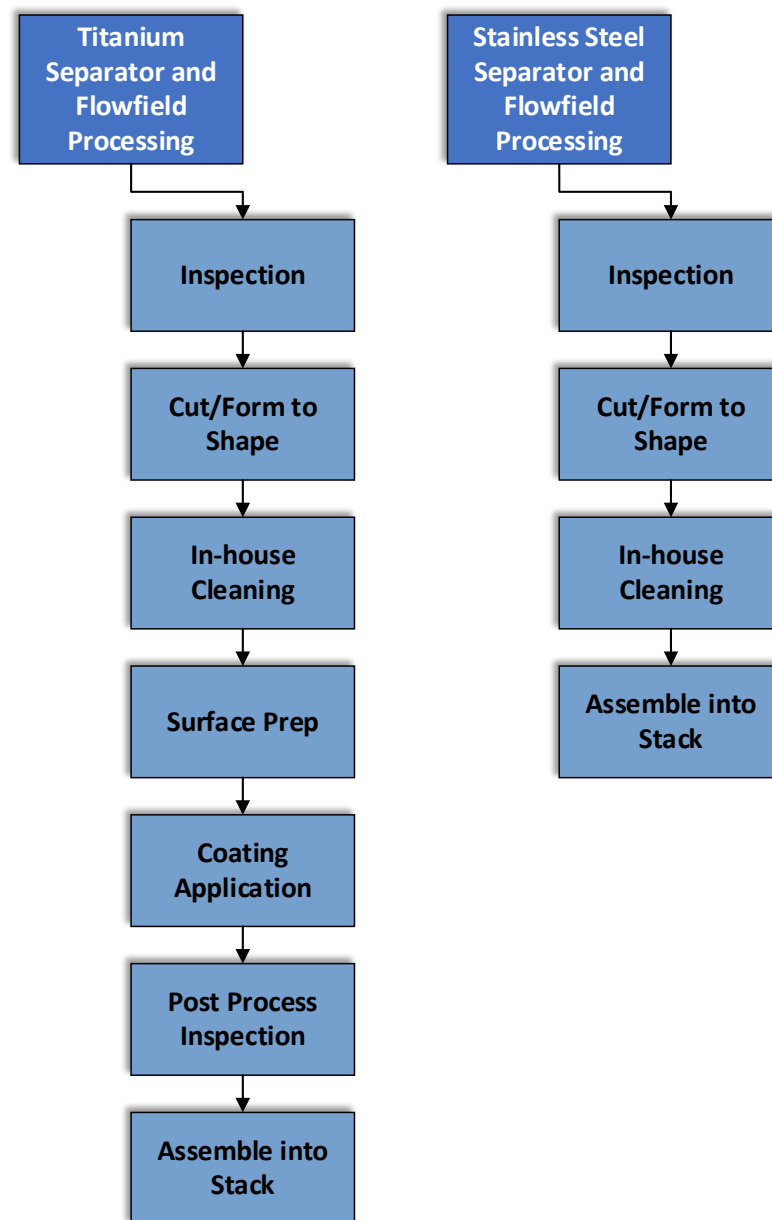 Titanium
Separator and
Flowfield
Processing
Inspection
Cut/Form to
Shape
In-house
Cleaning
Surface Prep
Coating
Application
Post Process
Inspection
Assemble into
Stack
Stainless Steel
Separator and
Flowfield
Processing
Inspection
Cut/Form to
Shape
In-house
Cleaning
Assemble into
Stack